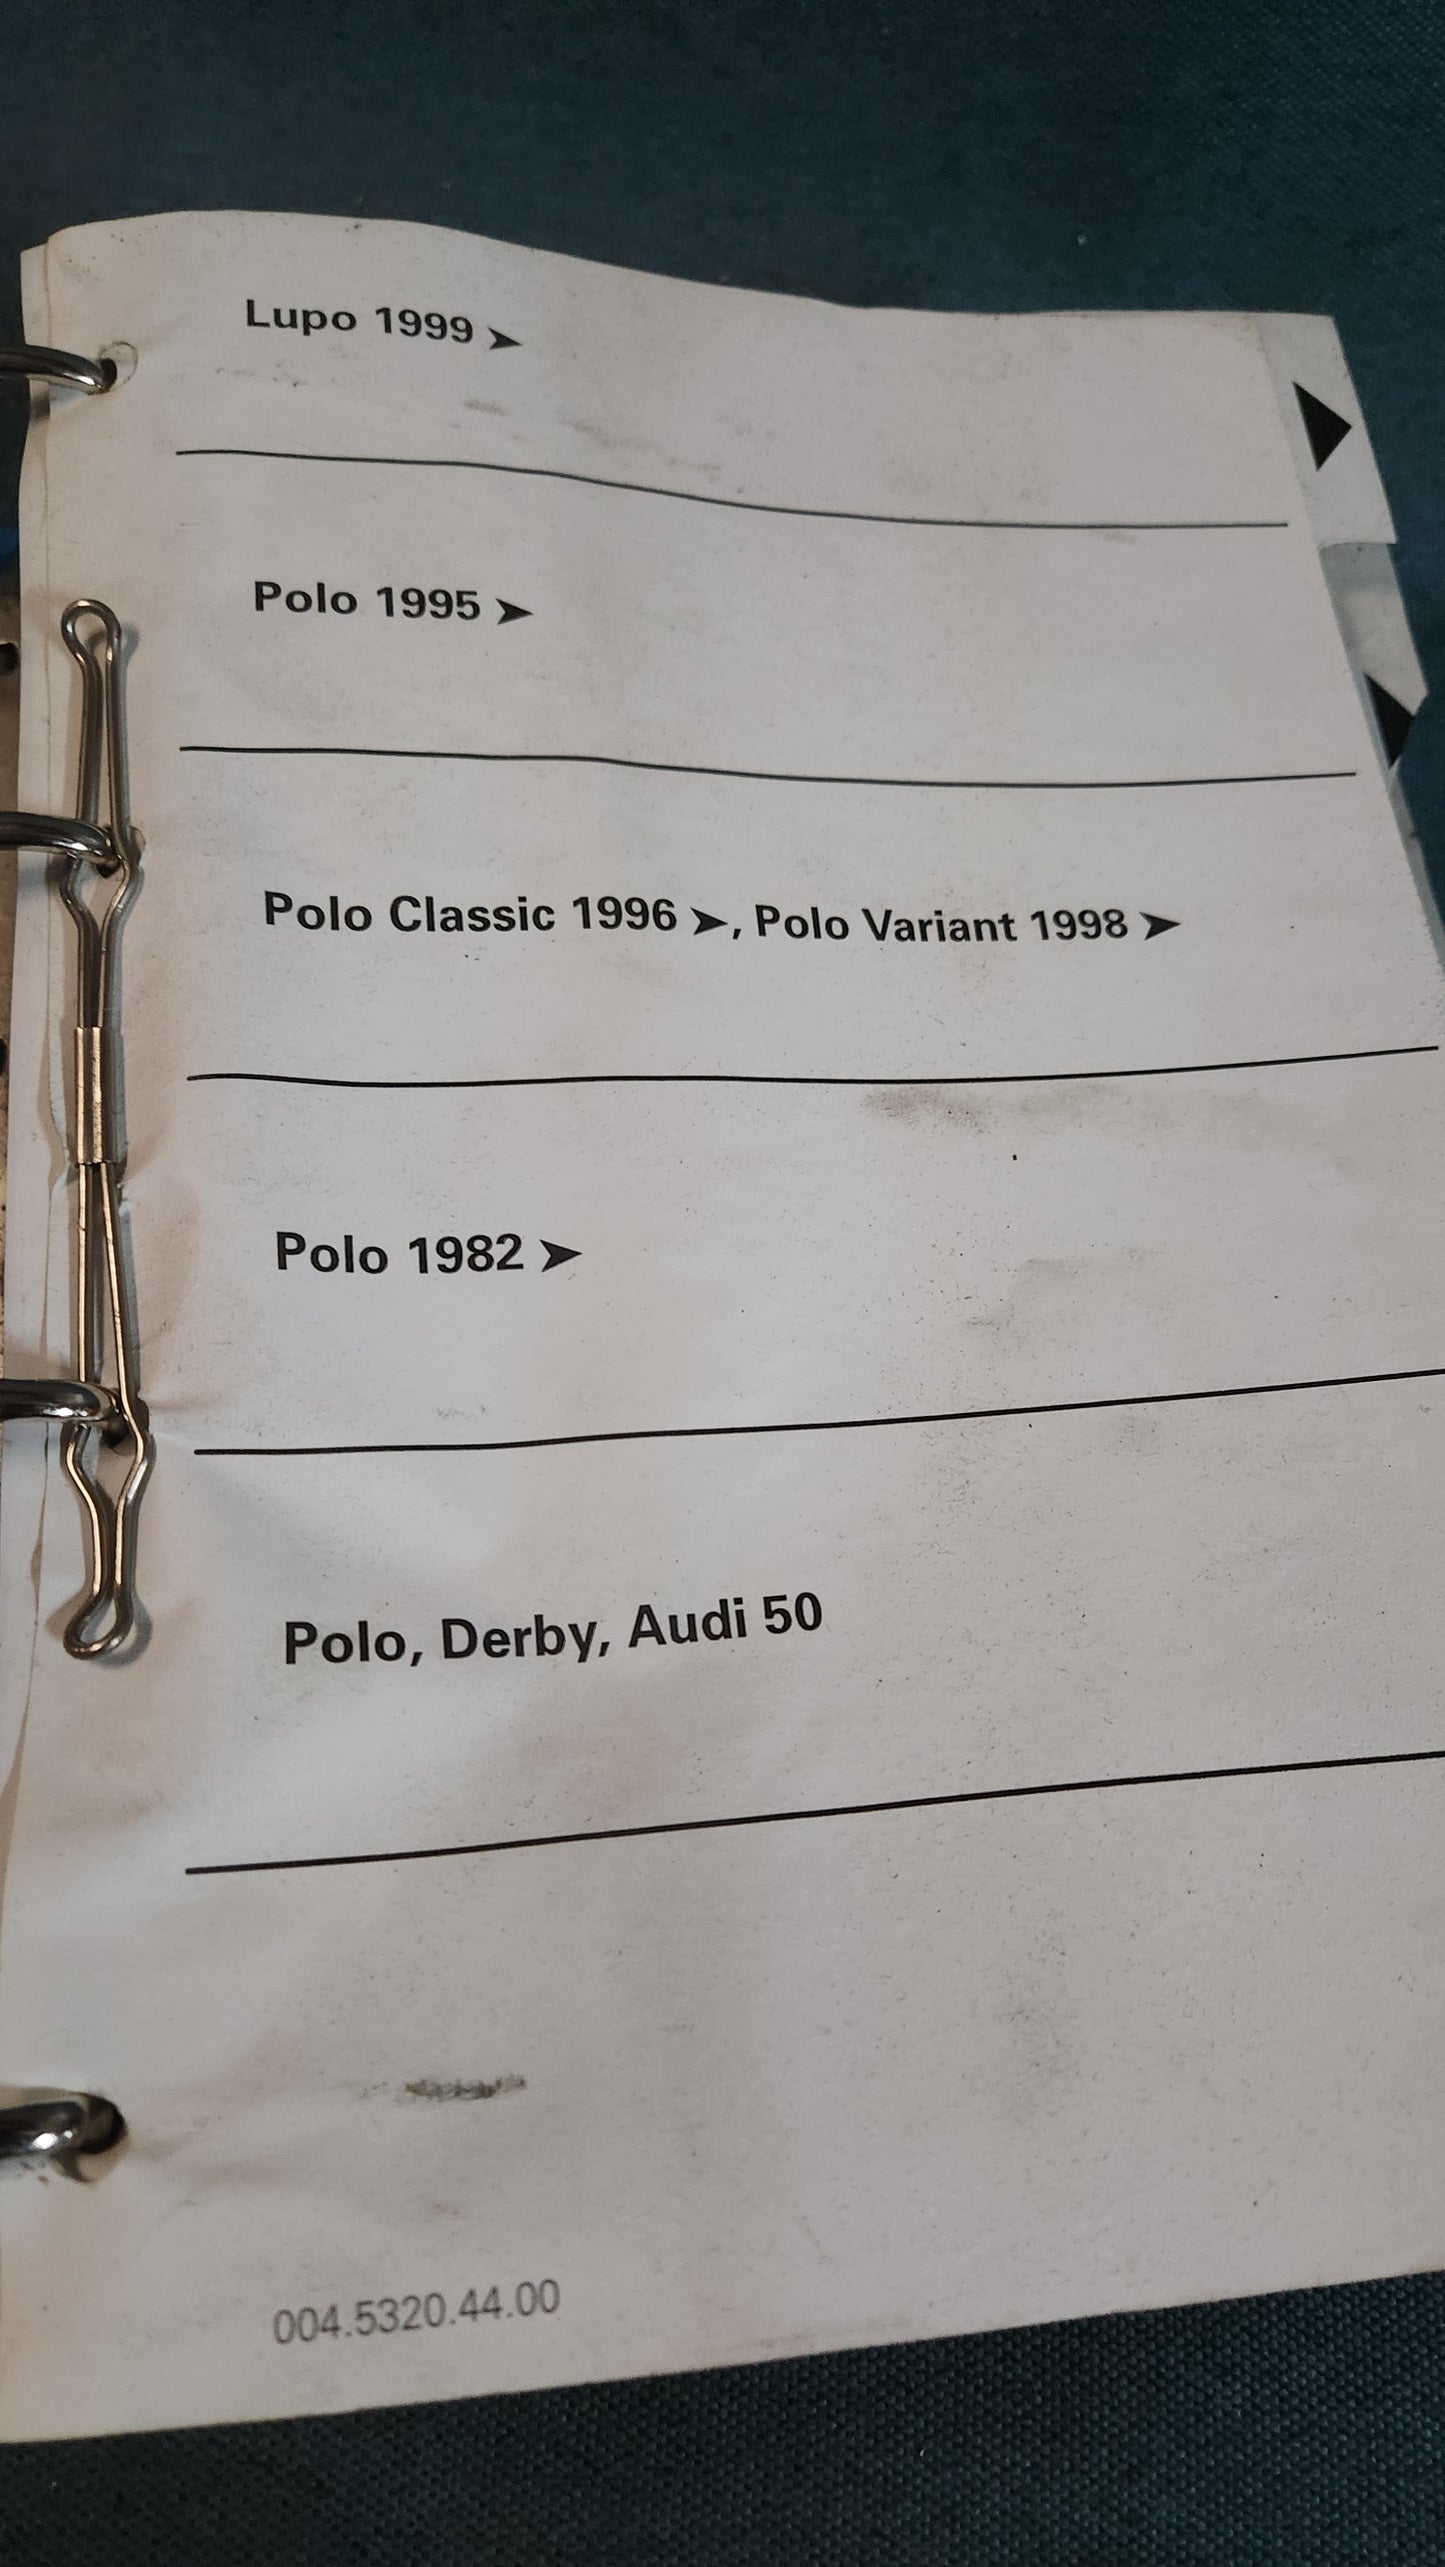 Lupo 1999 ➤
Polo 1995 ➤
Polo Classic 1996 ➤, Polo Variant 1998 ➤
Polo 1982 ➤
Polo, Derby, Audi 50
004.5320.44.00